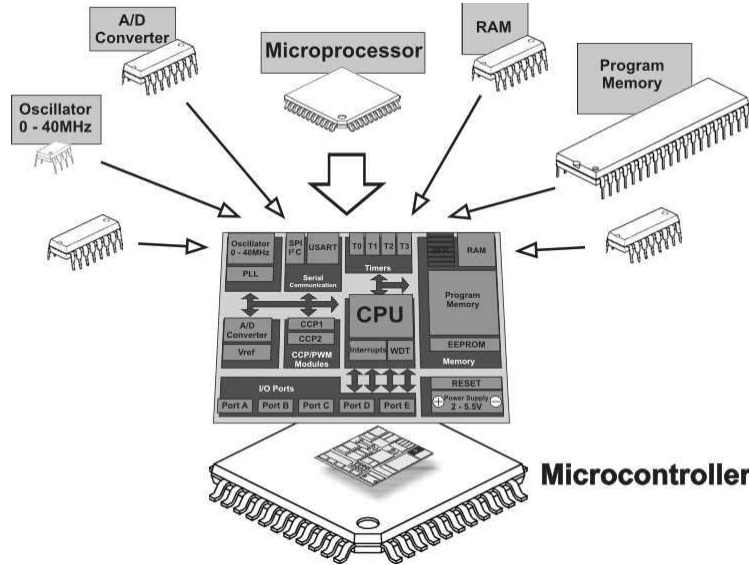 A/D
Converter
Microprocessor
RAM
Program
Memory
Oscillator
0 - 40MHz
Oscillator
0 - 40MHz
PLL
SPI
I²C
USART
Serial
Communication
T0 T1 T2 T3
Timers
RAM
Program
Memory
EEPROM
Memory
A/D
Converter
Vref
CCP1
CCP2
CCP/PWM
Modules
CPU
Interrupts
WDT
I/O Ports
Port A Port B Port C Port D Port E
RESET
Power Supply
2 - 5.5V
Microcontroller